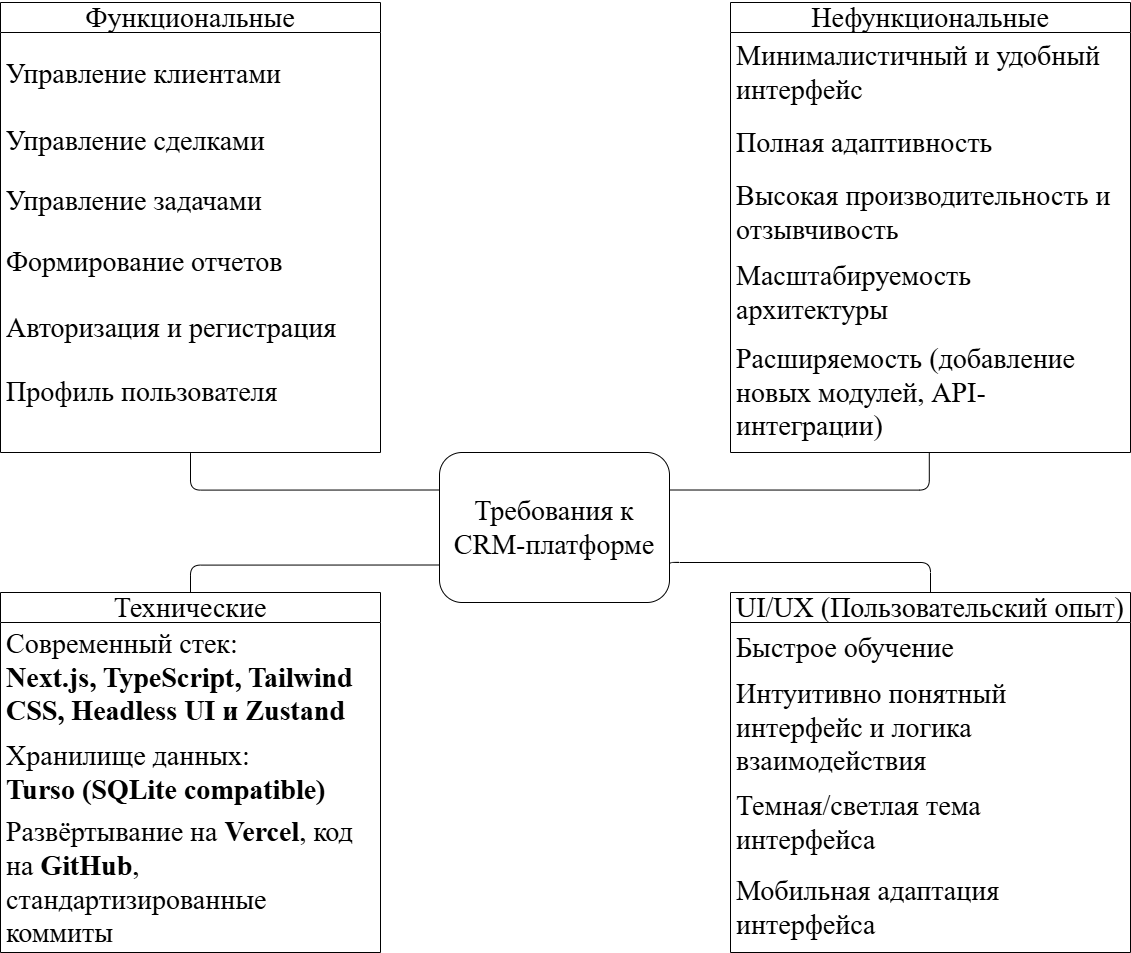 Функциональные
Управление клиентами
Управление сделками
Управление задачами
Формирование отчетов
Авторизация и регистрация
Профиль пользователя
Нефункциональные
Минималистичный и удобный
интерфейс
Полная адаптивность
Высокая производительность и
отзывчивость
Масштабируемость
архитектуры
Расширяемость (добавление
новых модулей, API-
интеграции)
Требования к
CRM-платформе
Технические
Современный стек:
Next.js, TypeScript, Tailwind
CSS, Headless UI и Zustand
Хранилище данных:
Turso (SQLite compatible)
Развёртывание на Vercel, код
на GitHub,
стандартизированные
коммиты
UI/UX (Пользовательский опыт)
Быстрое обучение
Интуитивно понятный
интерфейс и логика
взаимодействия
Темная/светлая тема
интерфейса
Мобильная адаптация
интерфейса